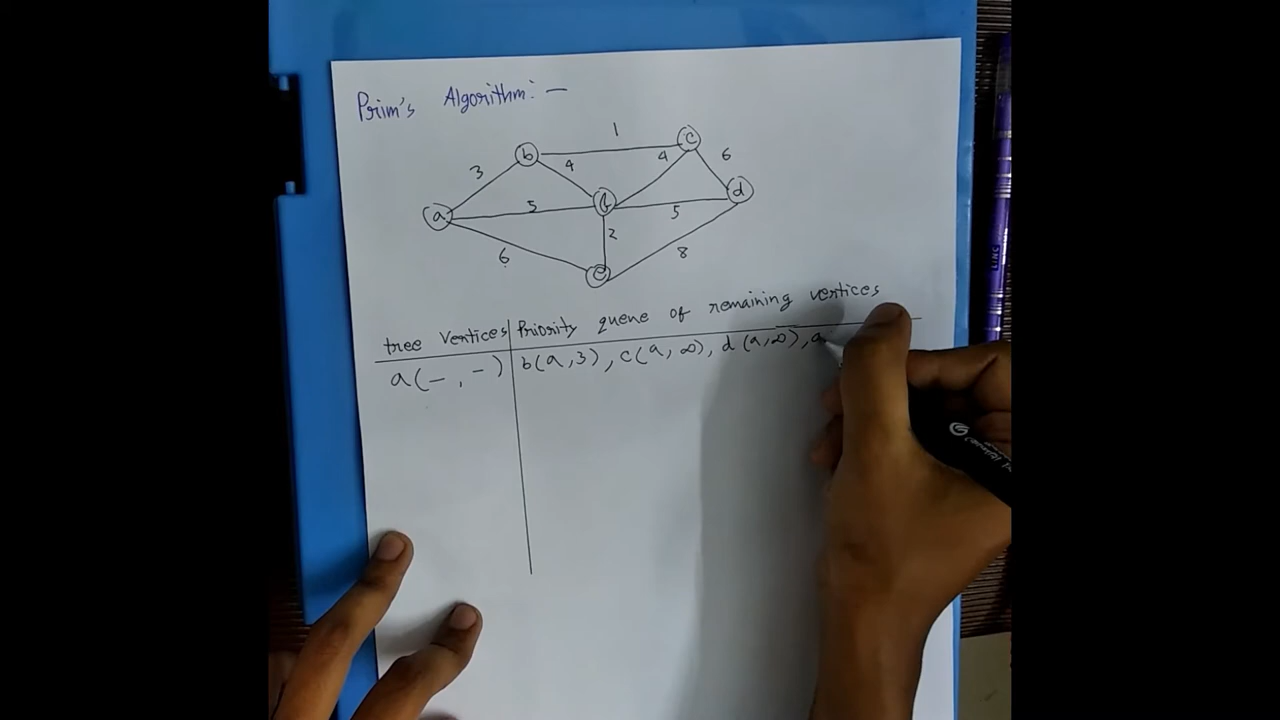 Prim's Algorithm: —
1
b
c
3
4
4
6
a
5
f
d
5
2
6
8
e
tree Vertices Priority queue of remaining vertices
a(-, -) b(a,3), c(a, ∞), d(a,∞), a
LINC